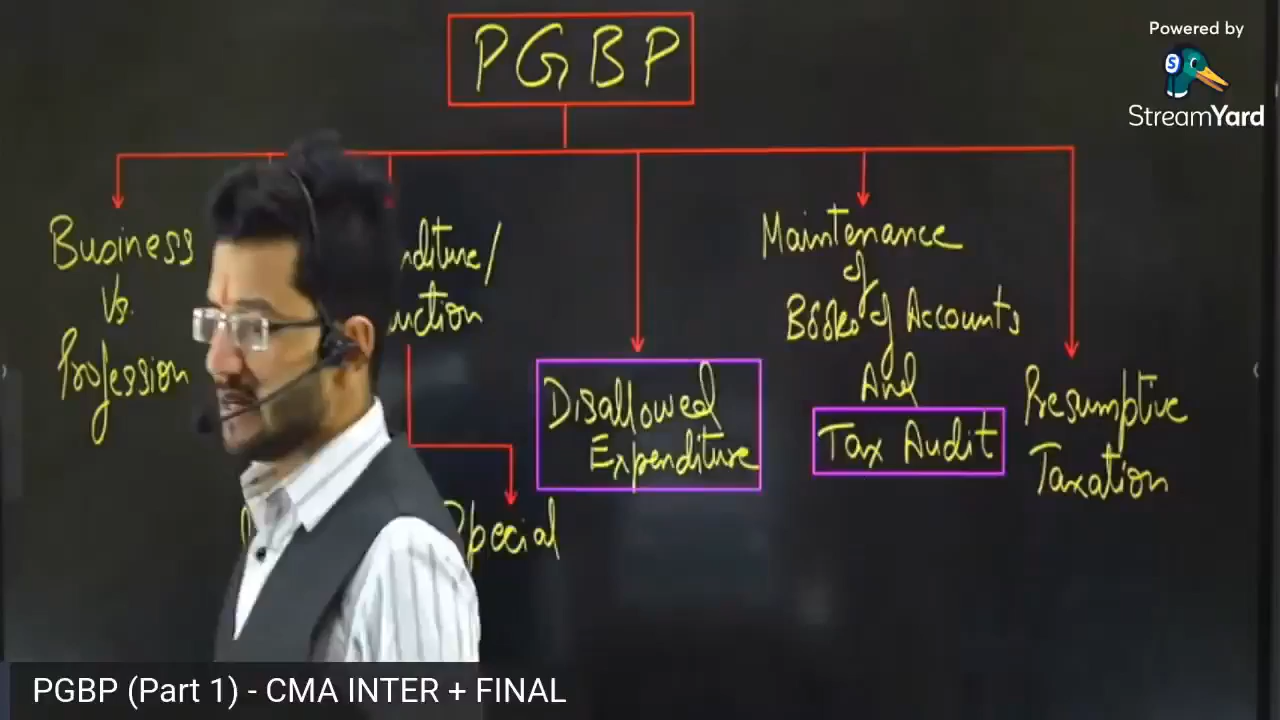 Powered by
StreamYard
PGBP
Business
Vs.
Profession
nditure/
uction
Special
Disallowed
Expenditure
Maintenance
of
Books of Accounts
And
Tax Audit
Presumptive
Taxation
PGBP (Part 1) - CMA INTER + FINAL